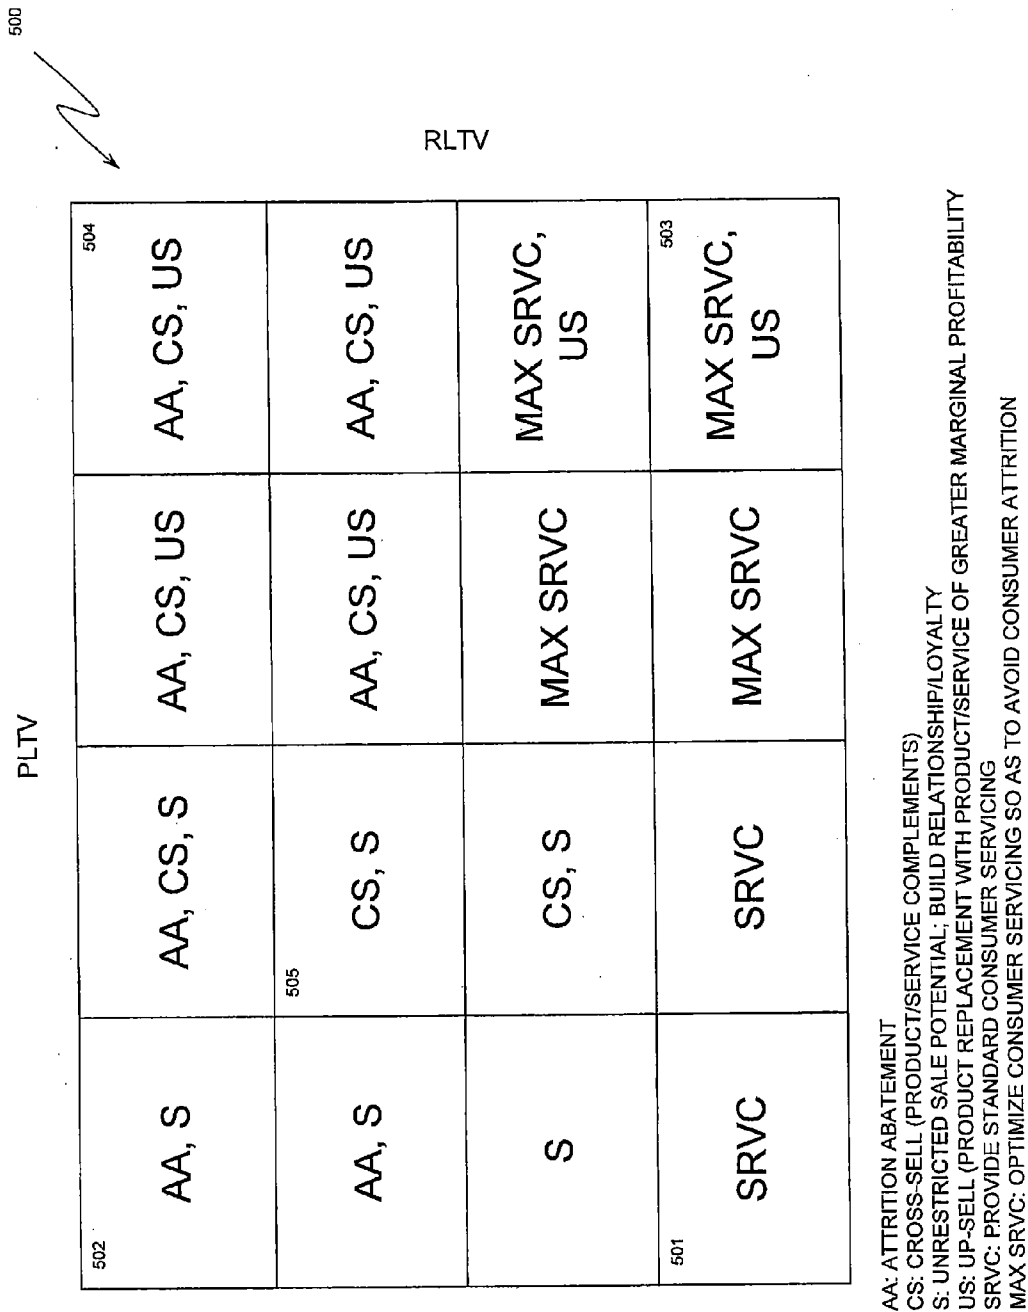 500
PLTV
RLTV
502
504
AA, S
AA, CS, S
AA, CS, US
AA, CS, US
505
AA, S
CS, S
AA, CS, US
AA, CS, US
S
CS, S
MAX SRVC
MAX SRVC,
US
501
503
SRVC
SRVC
MAX SRVC
MAX SRVC,
US
AA: ATTRITION ABATEMENT
CS: CROSS-SELL (PRODUCT/SERVICE COMPLEMENTS)
S: UNRESTRICTED SALE POTENTIAL; BUILD RELATIONSHIP/LOYALTY
US: UP-SELL (PRODUCT REPLACEMENT WITH PRODUCT/SERVICE OF GREATER MARGINAL PROFITABILITY
SRVC: PROVIDE STANDARD CONSUMER SERVICING
MAX SRVC: OPTIMIZE CONSUMER SERVICING SO AS TO AVOID CONSUMER ATTRITION